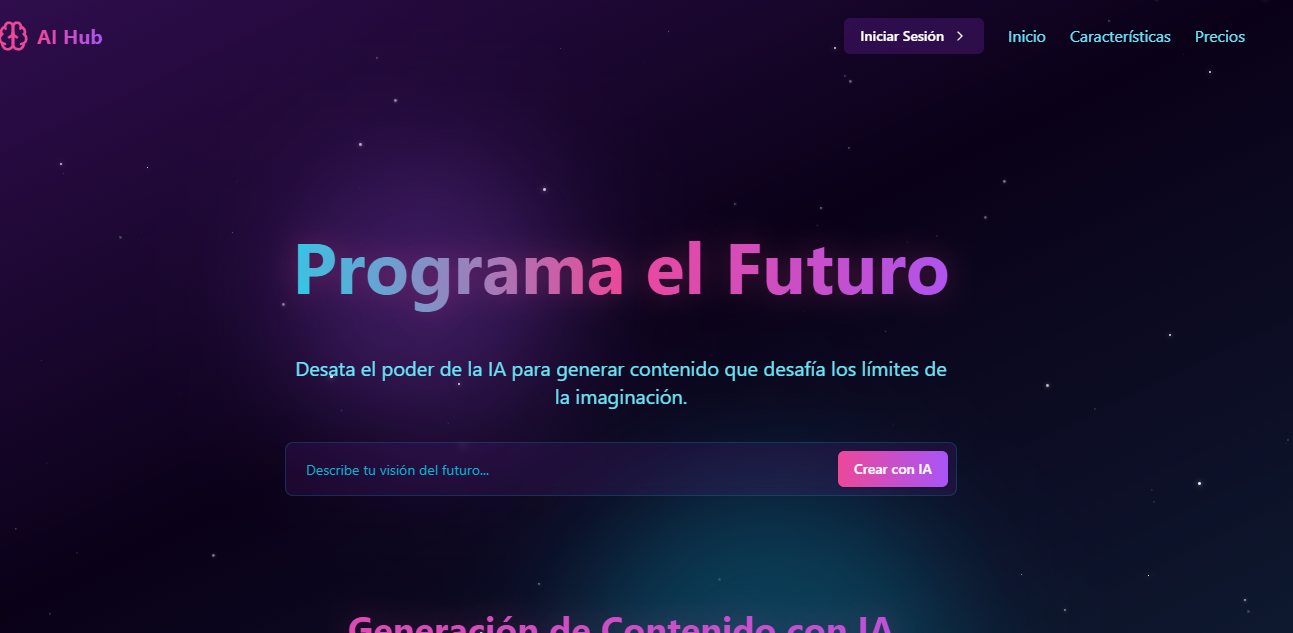 AI Hub
Iniciar Sesión
Inicio
Características
Precios
Programa el Futuro
Desata el poder de la IA para generar contenido que desafía los límites de
la imaginación.
Describe tu visión del futuro...
Crear con IA
Generación de Contenido con IA